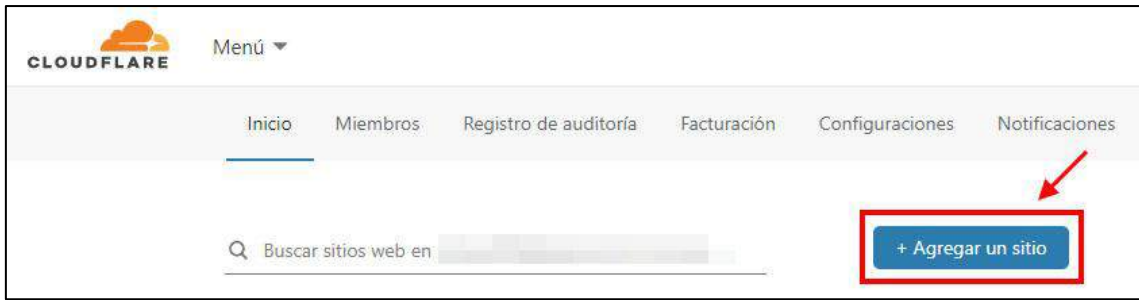 CLOUDFLARE
Menú
Inicio Miembros Registro de auditoría Facturación Configuraciones Notificaciones
Buscar sitios web en
+ Agregar un sitio